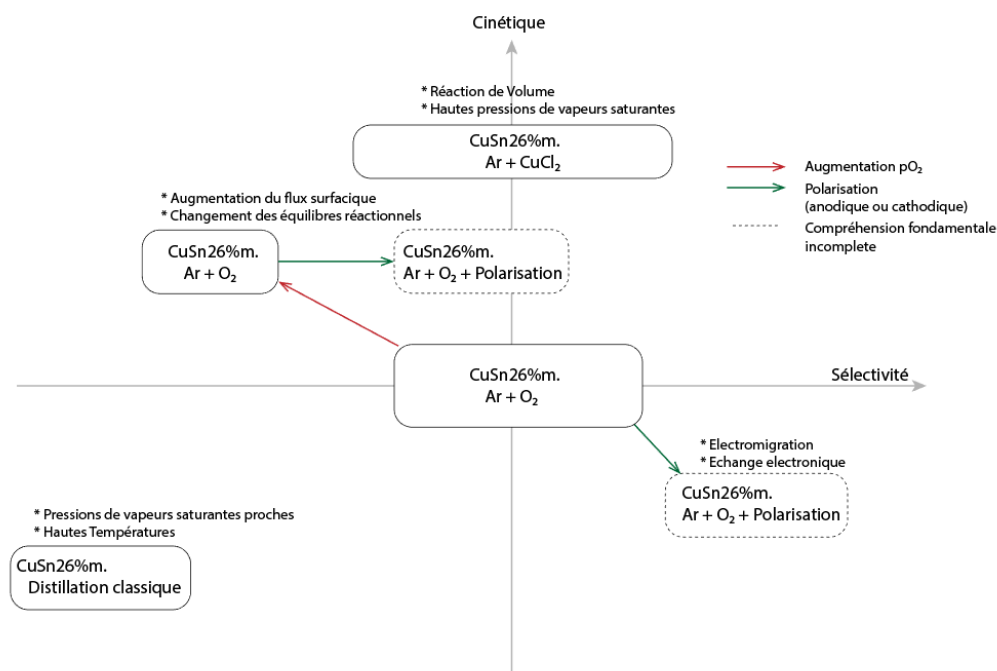 Cinétique
* Réaction de Volume
* Hautes pressions de vapeurs saturantes
CuSn26%m.
Ar + CuCl₂
Augmentation pO₂
Polarisation
(anodique ou cathodique)
Compréhension fondamentale
incomplete
* Augmentation du flux surfacique
* Changement des équilibres réactionnels
CuSn26%m.
Ar + O₂
CuSn26%m.
Ar + O₂ + Polarisation
CuSn26%m.
Ar + O₂
Sélectivité
* Electromigration
* Echange electronique
CuSn26%m.
Ar + O₂ + Polarisation
* Pressions de vapeurs saturantes proches
* Hautes Températures
CuSn26%m.
Distillation classique